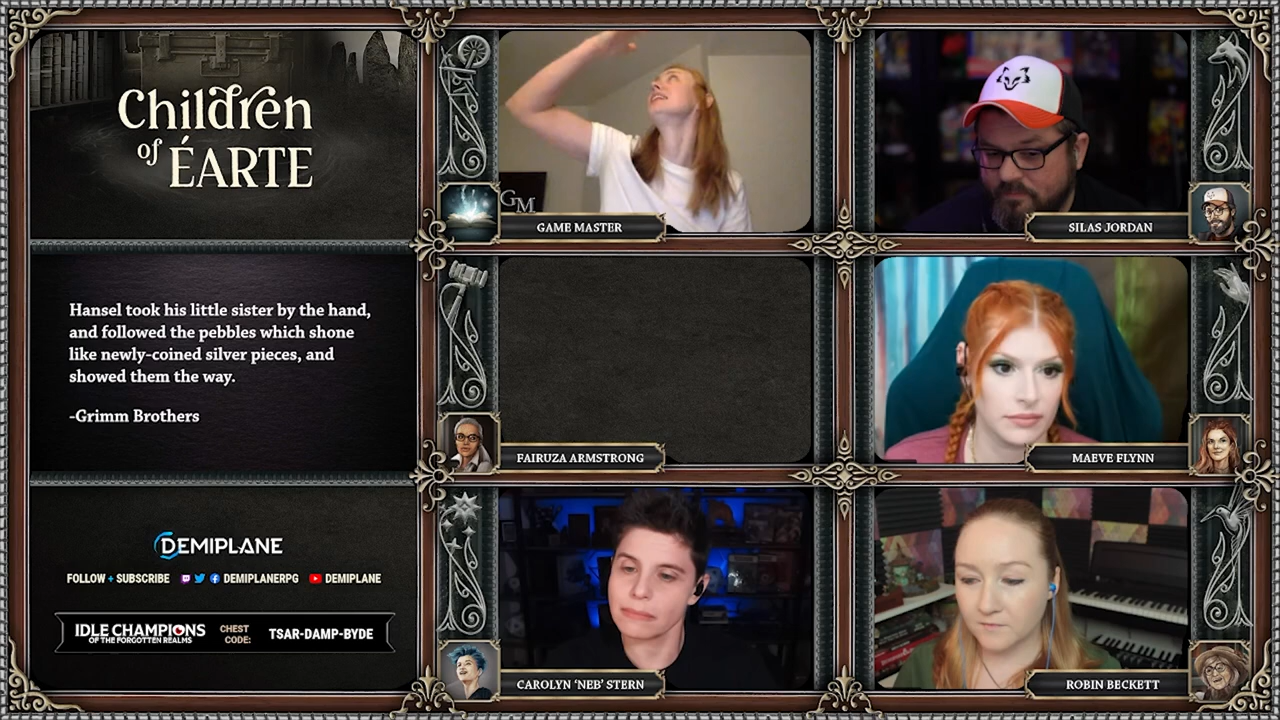 Children
of ÉARTE
Hansel took his little sister by the hand,
and followed the pebbles which shone
like newly-coined silver pieces, and
showed them the way.
-Grimm Brothers
DEMIPLANE
FOLLOW + SUBSCRIBE DEMIPLANERPG DEMIPLANE
IDLE CHAMPIONS
OF THE FORGOTTEN REALMS
CHEST
CODE:
TSAR-DAMP-BYDE
GM
GAME MASTER
SILAS JORDAN
FAIRUZA ARMSTRONG
MAEVE FLYNN
CAROLYN ‘NEB’ STERN
ROBIN BECKETT